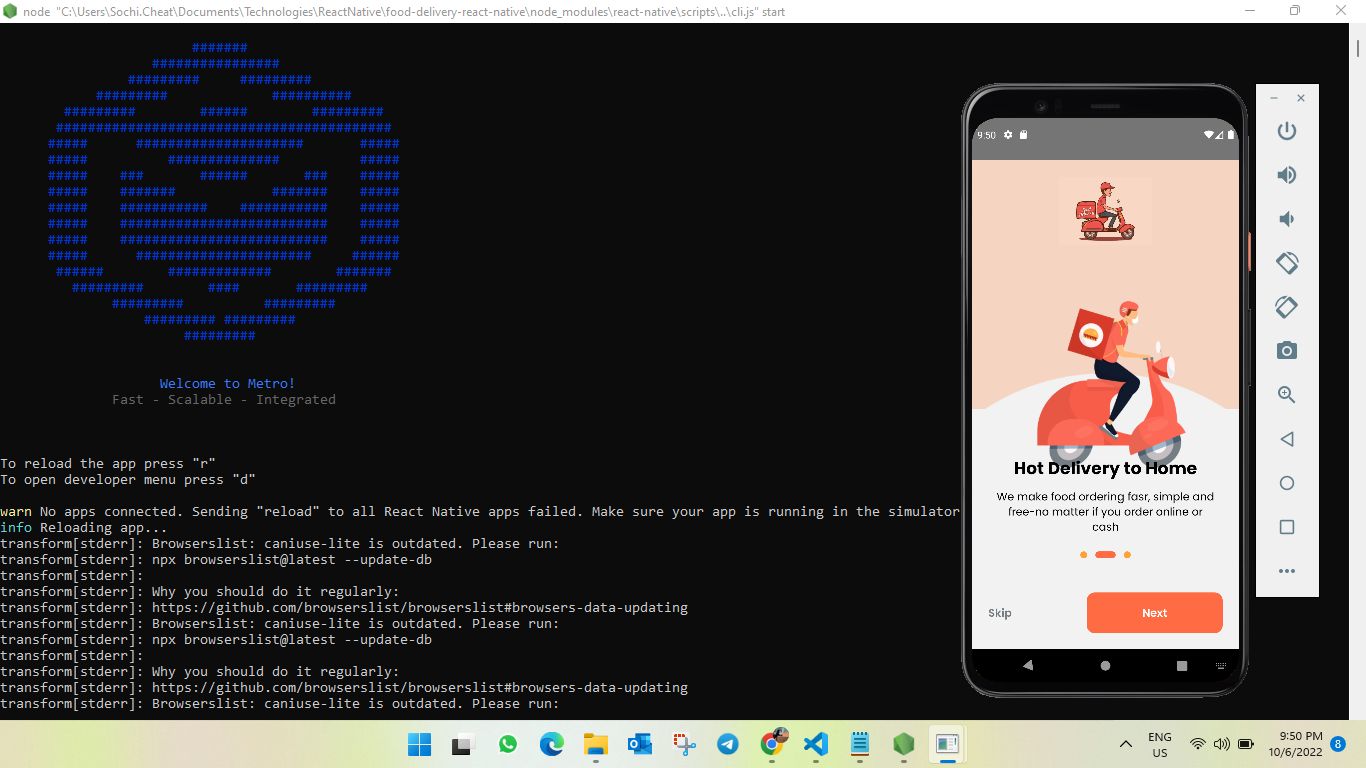 node "C:\Users\Sochi.Cheat\Documents\Technologies\ReactNative\food-delivery-react-native\node_modules\react-native\scripts\..\cli.js" start
Welcome to Metro!
Fast - Scalable - Integrated
To reload the app press "r"
To open developer menu press "d"
warn No apps connected. Sending "reload" to all React Native apps failed. Make sure your app is running in the simulator
info Reloading app...
transform[stderr]: Browserslist: caniuse-lite is outdated. Please run:
transform[stderr]: npx browserslist@latest --update-db
transform[stderr]:
transform[stderr]: Why you should do it regularly:
transform[stderr]: https://github.com/browserslist/browserslist#browsers-data-updating
transform[stderr]: Browserslist: caniuse-lite is outdated. Please run:
transform[stderr]: npx browserslist@latest --update-db
transform[stderr]:
transform[stderr]: Why you should do it regularly:
transform[stderr]: https://github.com/browserslist/browserslist#browsers-data-updating
transform[stderr]: Browserslist: caniuse-lite is outdated. Please run:
9:50
Hot Delivery to Home
We make food ordering fasr, simple and
free-no matter if you order online or
cash
Skip
Next
ENG
US
9:50 PM
10/6/2022
8